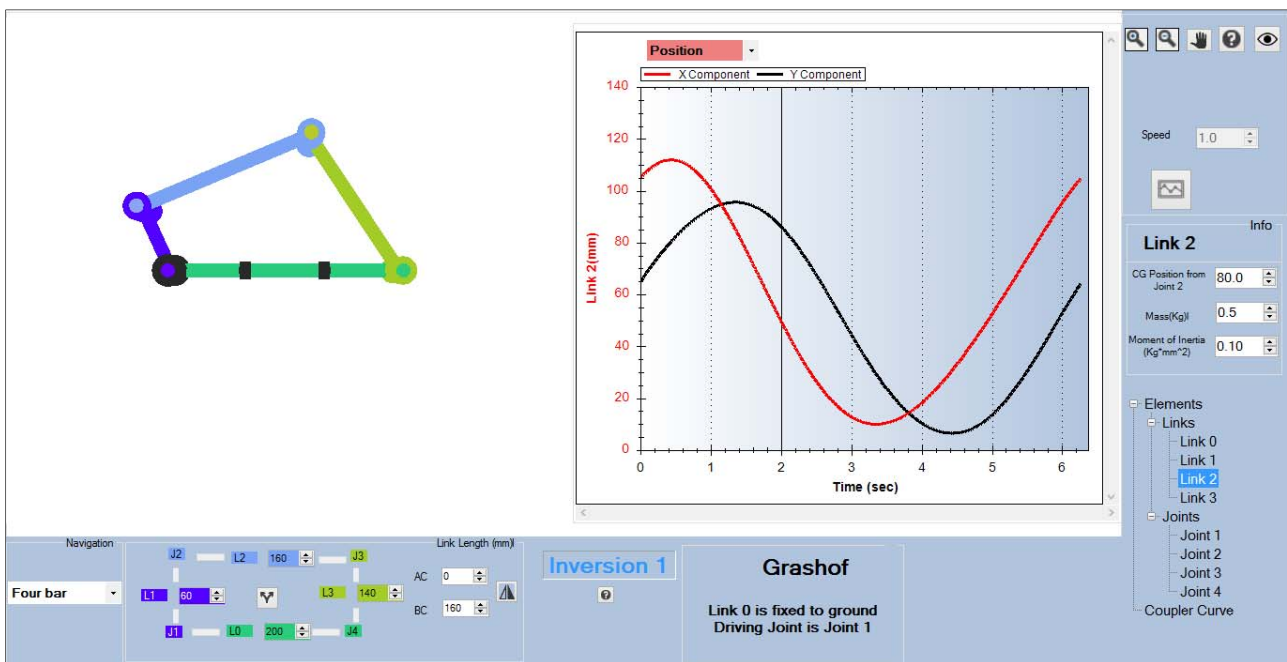 Position
X Component Y Component
140
120
100
80
60
40
20
0
Link 2(mm)
0 1 2 3 4 5 6
Time (sec)
Speed 1.0
Info
Link 2
CG Position from Joint 2 80.0
Mass(Kg)l 0.5
Moment of Inertia (Kg*mm^2) 0.10
Elements
Links
Link 0
Link 1
Link 2
Link 3
Joints
Joint 1
Joint 2
Joint 3
Joint 4
Coupler Curve
Navigation
Four bar
Link Length (mm)l
J2 L2 160 J3
L1 60 L3 140
J1 L0 200 J4
AC 0
BC 160
Inversion 1
Grashof
Link 0 is fixed to ground
Driving Joint is Joint 1